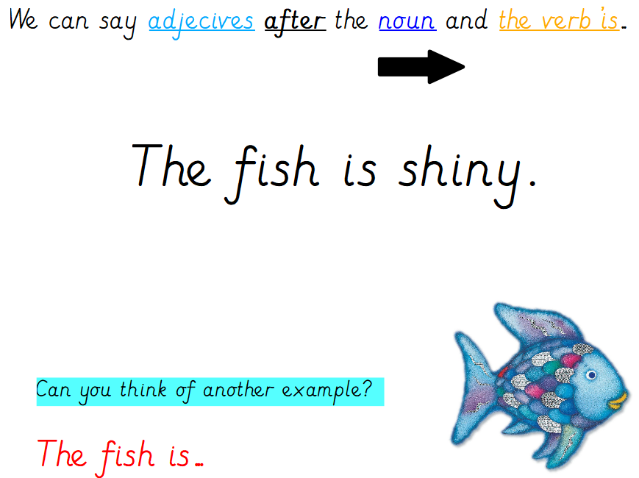 We can say adjecives after the noun and the verb 'is..
The fish is shiny.
Can you think of another example?
The fish is...